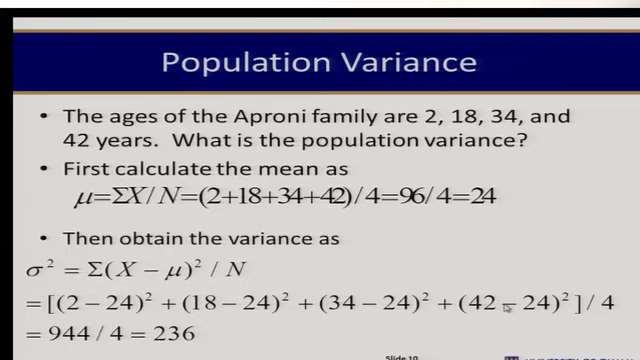 Population Variance
• The ages of the Aproni family are 2, 18, 34, and
42 years. What is the population variance?
• First calculate the mean as
μ=ΣX/N=(2+18+34+42)/4=96/4=24
• Then obtain the variance as
σ² = Σ(X − μ)² / N
= [(2 − 24)² + (18 − 24)² + (34 − 24)² + (42 − 24)² ] / 4
= 944 / 4 = 236
Slide 10